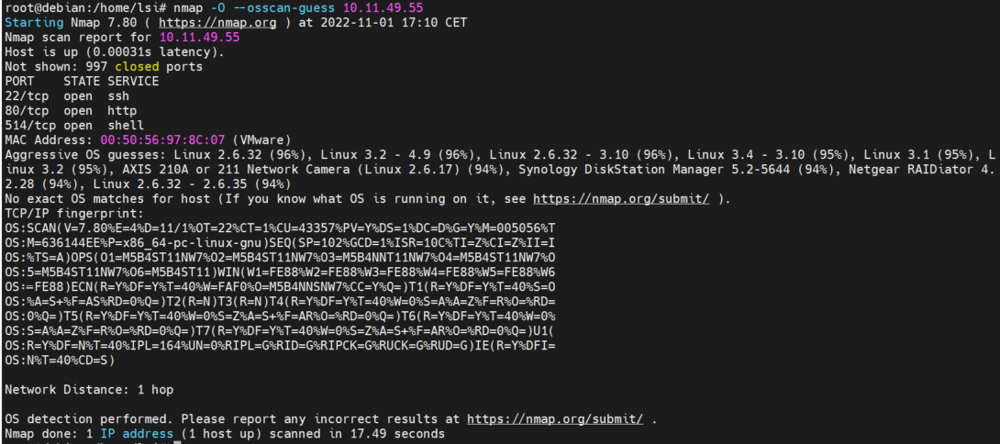 root@debian:/home/lsi# nmap -O --osscan-guess 10.11.49.55
Starting Nmap 7.80 ( https://nmap.org ) at 2022-11-01 17:10 CET
Nmap scan report for 10.11.49.55
Host is up (0.00031s latency).
Not shown: 997 closed ports
PORT    STATE SERVICE
22/tcp  open  ssh
80/tcp  open  http
514/tcp open  shell
MAC Address: 00:50:56:97:8C:07 (VMware)
Aggressive OS guesses: Linux 2.6.32 (96%), Linux 3.2 - 4.9 (96%), Linux 2.6.32 - 3.10 (96%), Linux 3.4 - 3.10 (95%), Linux 3.1 (95%), L
inux 3.2 (95%), AXIS 210A or 211 Network Camera (Linux 2.6.17) (94%), Synology DiskStation Manager 5.2-5644 (94%), Netgear RAIDiator 4.
2.28 (94%), Linux 2.6.32 - 2.6.35 (94%)
No exact OS matches for host (If you know what OS is running on it, see https://nmap.org/submit/ ).
TCP/IP fingerprint:
OS:SCAN(V=7.80%E=4%D=11/1%OT=22%CT=1%CU=43357%PV=Y%DS=1%DC=D%G=Y%M=005056%T
OS:M=636144EE%P=x86_64-pc-linux-gnu)SEQ(SP=102%GCD=1%ISR=10C%TI=Z%CI=Z%II=I
OS:%TS=A)OPS(O1=M5B4ST11NW7%O2=M5B4ST11NW7%O3=M5B4NNT11NW7%O4=M5B4ST11NW7%O
OS:5=M5B4ST11NW7%O6=M5B4ST11)WIN(W1=FE88%W2=FE88%W3=FE88%W4=FE88%W5=FE88%W6
OS:=FE88)ECN(R=Y%DF=Y%T=40%W=FAF0%O=M5B4NNSNW7%CC=Y%Q=)T1(R=Y%DF=Y%T=40%S=O
OS:%A=S+%F=AS%RD=0%Q=)T2(R=N)T3(R=N)T4(R=Y%DF=Y%T=40%W=0%S=A%A=Z%F=R%O=%RD=
OS:0%Q=)T5(R=Y%DF=Y%T=40%W=0%S=Z%A=S+%F=AR%O=%RD=0%Q=)T6(R=Y%DF=Y%T=40%W=0%
OS:S=A%A=Z%F=R%O=%RD=0%Q=)T7(R=Y%DF=Y%T=40%W=0%S=Z%A=S+%F=AR%O=%RD=0%Q=)U1(
OS:R=Y%DF=N%T=40%IPL=164%UN=0%RIPL=G%RID=G%RIPCK=G%RUCK=G%RUD=G)IE(R=Y%DFI=
OS:N%T=40%CD=S)
Network Distance: 1 hop
OS detection performed. Please report any incorrect results at https://nmap.org/submit/ .
Nmap done: 1 IP address (1 host up) scanned in 17.49 seconds